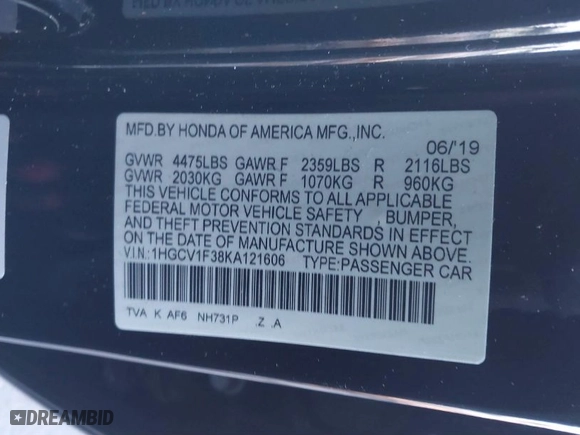 MFD.BY HONDA OF AMERICA MFG.,INC.
06/'19
GVWR 4475LBS GAWR F 2359LBS R 2116LBS
GVWR 2030KG GAWR F 1070KG R 960KG
THIS VEHICLE CONFORMS TO ALL APPLICABLE
FEDERAL MOTOR VEHICLE SAFETY , BUMPER,
AND THEFT PREVENTION STANDARDS IN EFFECT
ON THE DATE OF MANUFACTURE SHOWN ABOVE.
VIN:1HGCV1F38KA121606 TYPE:PASSENGER CAR
TVA K AF6 NH731P .Z .A
DREAMBID